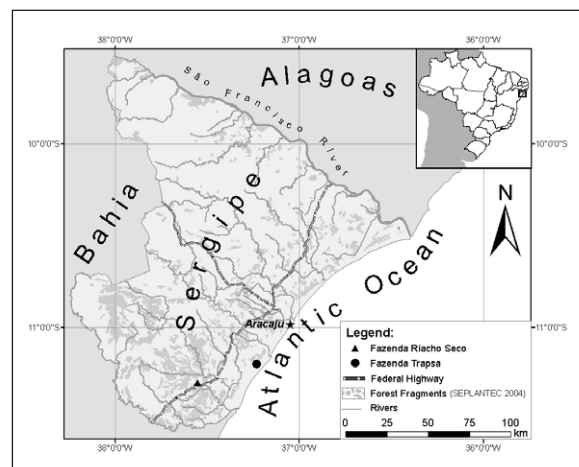 38°0'0"W 37°0'0"W 36°0'0"W
Alagoas
São Francisco River
10°0'0"S 10°0'0"S
Bahia
Sergipe
N
Atlantic Ocean
Aracaju
11°0'0"S 11°0'0"S
Legend:
Fazenda Riacho Seco
Fazenda Trapsa
Federal Highway
Forest Fragments (SEPLANTEC 2004)
Rivers
0 25 50 75 100
km
38°0'0"W 37°0'0"W 36°0'0"W